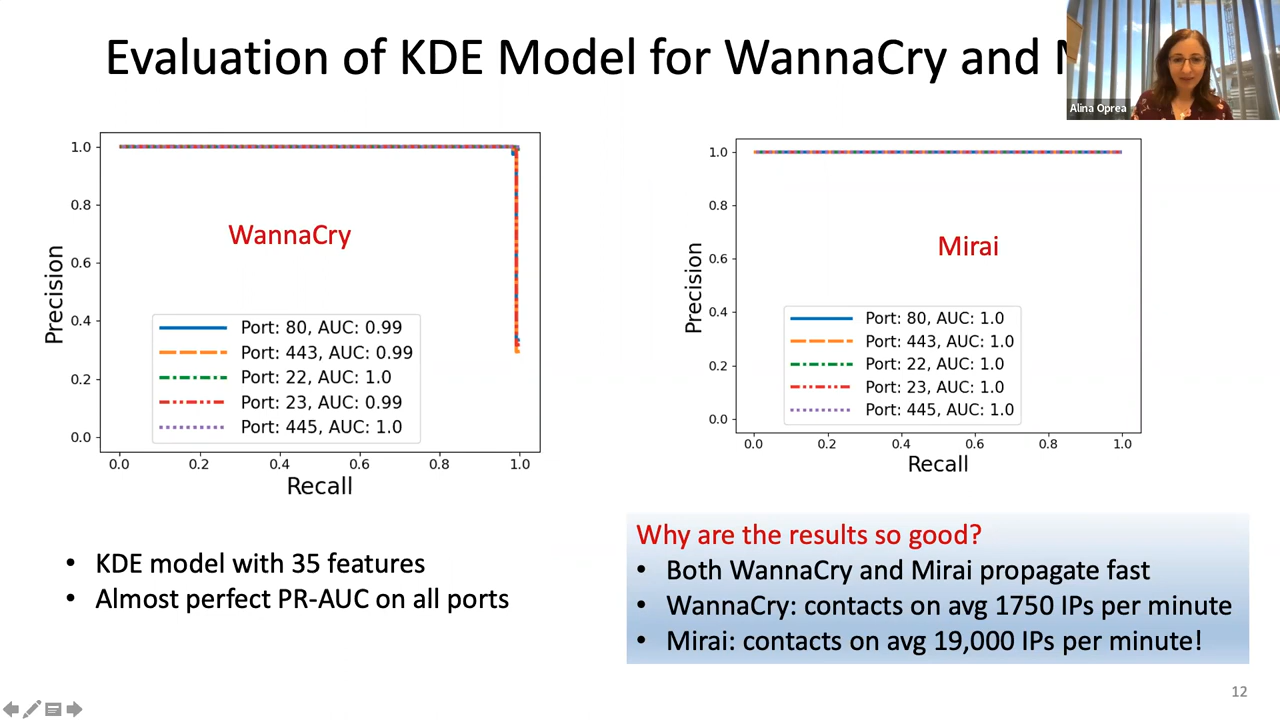 Evaluation of KDE Model for WannaCry and
Alina Oprea
1.0
0.8
0.6
0.4
0.2
0.0
Precision
WannaCry
Port: 80, AUC: 0.99
Port: 443, AUC: 0.99
Port: 22, AUC: 1.0
Port: 23, AUC: 0.99
Port: 445, AUC: 1.0
0.0 0.2 0.4 0.6 0.8 1.0
Recall
1.0
0.8
0.6
0.4
0.2
0.0
Precision
Mirai
Port: 80, AUC: 1.0
Port: 443, AUC: 1.0
Port: 22, AUC: 1.0
Port: 23, AUC: 1.0
Port: 445, AUC: 1.0
0.0 0.2 0.4 0.6 0.8 1.0
Recall
• KDE model with 35 features
• Almost perfect PR-AUC on all ports
Why are the results so good?
• Both WannaCry and Mirai propagate fast
• WannaCry: contacts on avg 1750 IPs per minute
• Mirai: contacts on avg 19,000 IPs per minute!
12